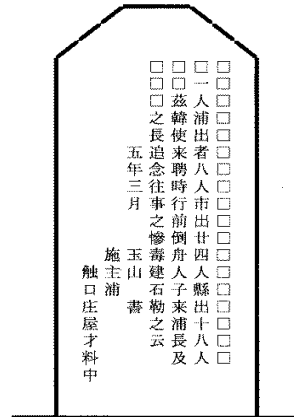 □□□□□□□□□□□□□□□□□□
□一人浦出者八人市出廿四人縣出十八人
□□茲韓使来聘時行前倒舟人子来浦長及
□□□之長追念往事之惨毒建石勒之云
五年三月　玉山　書
施主浦
触口庄屋才料中